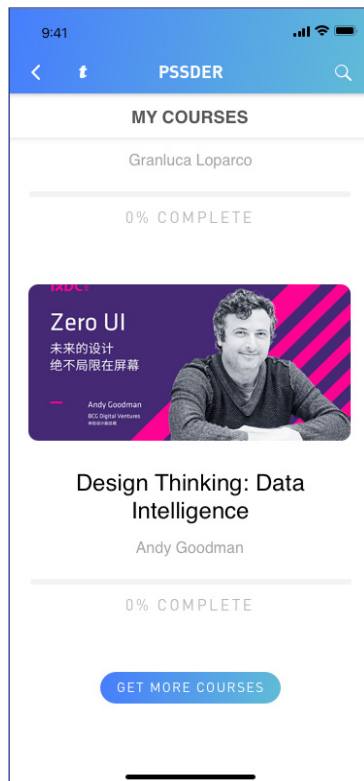 9:41
t PSSDER
MY COURSES
Granluca Loparco
0% COMPLETE
IXDC
Zero UI
未来的设计
绝不局限在屏幕
Andy Goodman
BCG Digital Ventures
Design Thinking: Data
Intelligence
Andy Goodman
0% COMPLETE
GET MORE COURSES